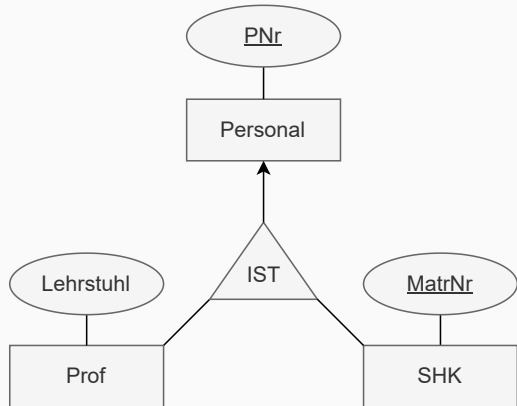 PNr
Personal
IST
Lehrstuhl
MatrNr
Prof
SHK